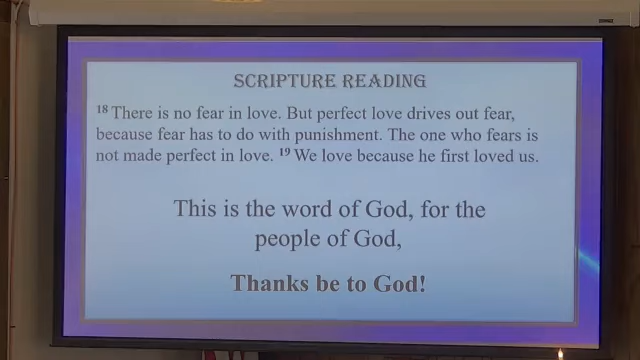 SCRIPTURE READING
18 There is no fear in love. But perfect love drives out fear,
because fear has to do with punishment. The one who fears is
not made perfect in love. 19 We love because he first loved us.
This is the word of God, for the
people of God,
Thanks be to God!